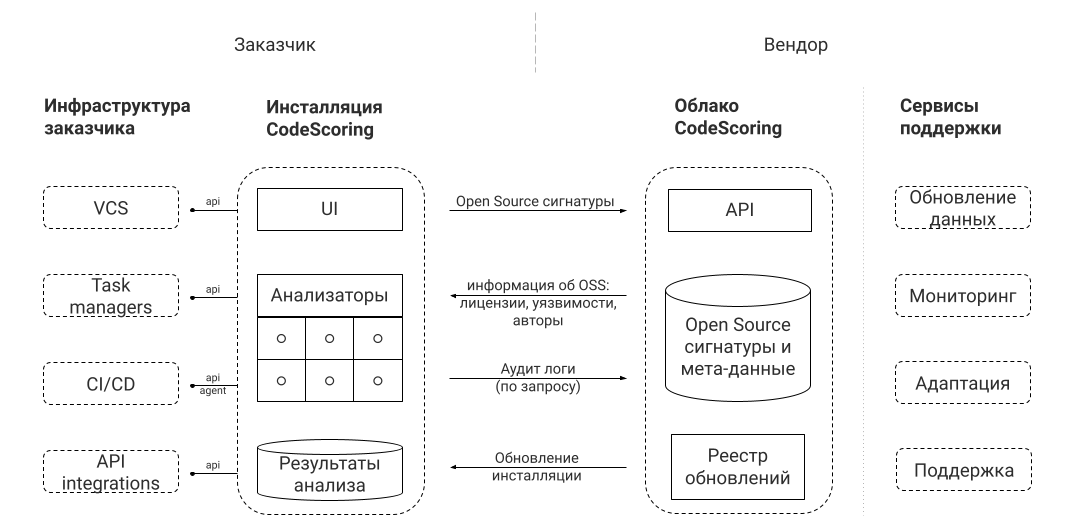 Заказчик
Вендор
Инфраструктура
заказчика
Инсталляция
CodeScoring
Облако
CodeScoring
Сервисы
поддержки
VCS
api
UI
Open Source сигнатуры
API
Обновление
данных
Task
managers
api
Анализаторы
информация об OSS:
лицензии, уязвимости,
авторы
Open Source
сигнатуры и
мета-данные
Мониторинг
CI/CD
api
agent
Аудит логи
(по запросу)
Адаптация
API
integrations
api
Результаты
анализа
Обновление
инсталляции
Реестр
обновлений
Поддержка